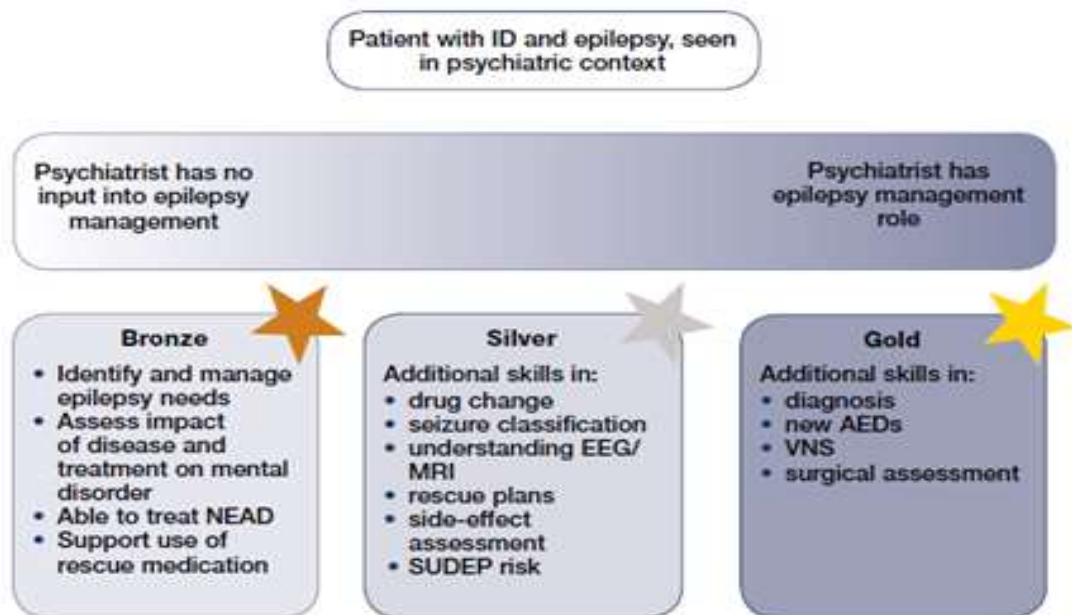 Patient with ID and epilepsy, seen
in psychiatric context
Psychiatrist has no
input into epilepsy
management
Psychiatrist has
epilepsy management
role
Bronze
• Identify and manage
epilepsy needs
• Assess impact
of disease and
treatment on mental
disorder
• Able to treat NEAD
• Support use of
rescue medication
Silver
Additional skills in:
• drug change
• seizure classification
• understanding EEG/
MRI
• rescue plans
• side-effect
assessment
• SUDEP risk
Gold
Additional skills in:
• diagnosis
• new AEDs
• VNS
• surgical assessment